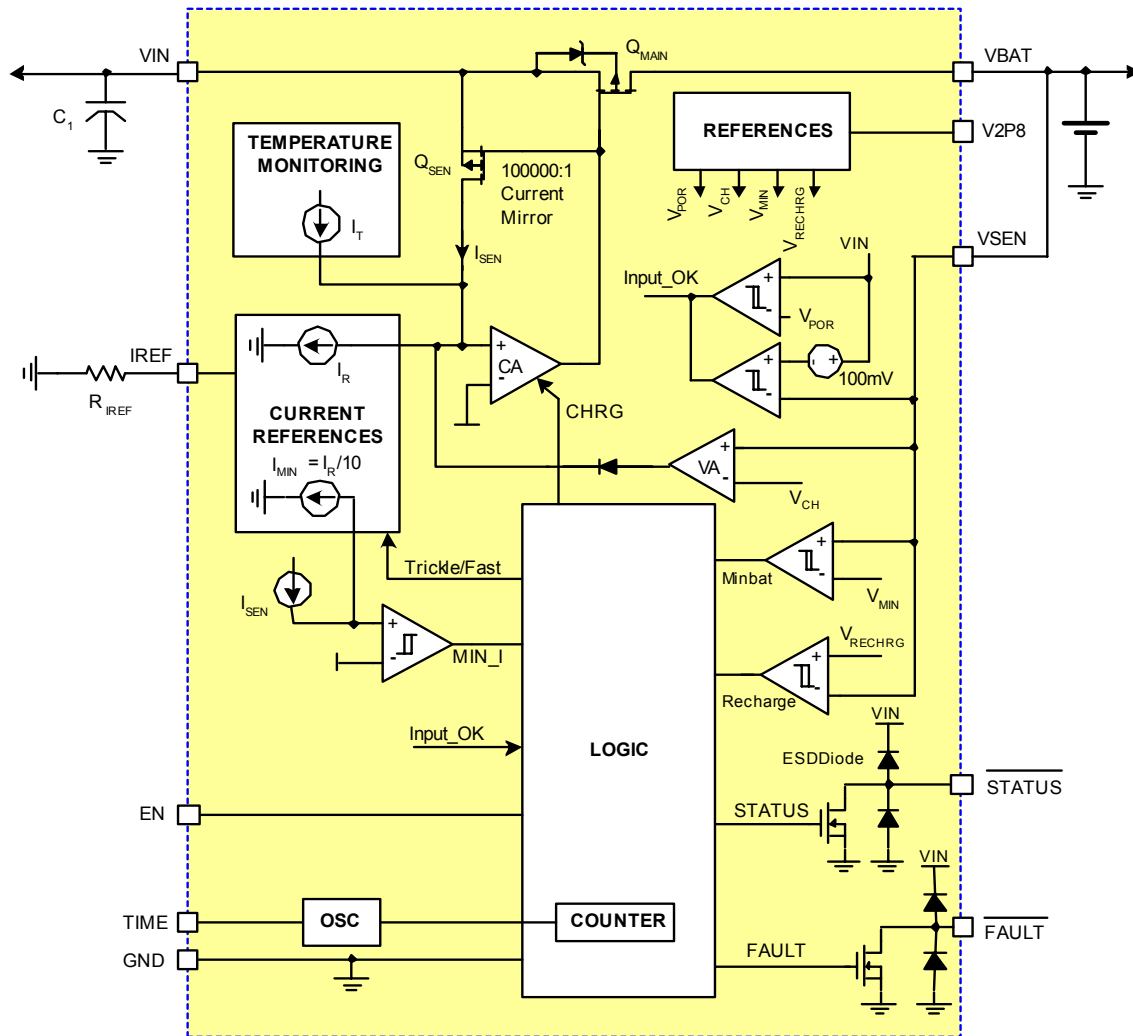 VIN
Q MAIN
VBAT
C1
REFERENCES
V2P8
TEMPERATURE
MONITORING
Q SEN
100000:1
Current
Mirror
IT
VPOR
VCH
VMIN
VRECHRG
ISEN
VIN
VSEN
Input_OK
+
-
VPOR
IREF
RIREF
IR
+
CA
-
+
-
- +
100mV
CURRENT
REFERENCES
IMIN = IR/10
CHRG
+
VA
-
VCH
Trickle/Fast
Minbat
+
-
VMIN
ISEN
+
-
MIN_I
VRECHRG
+
-
Recharge
Input_OK
LOGIC
VIN
ESDDiode
STATUS
EN
STATUS
VIN
TIME
OSC
COUNTER
FAULT
GND
FAULT